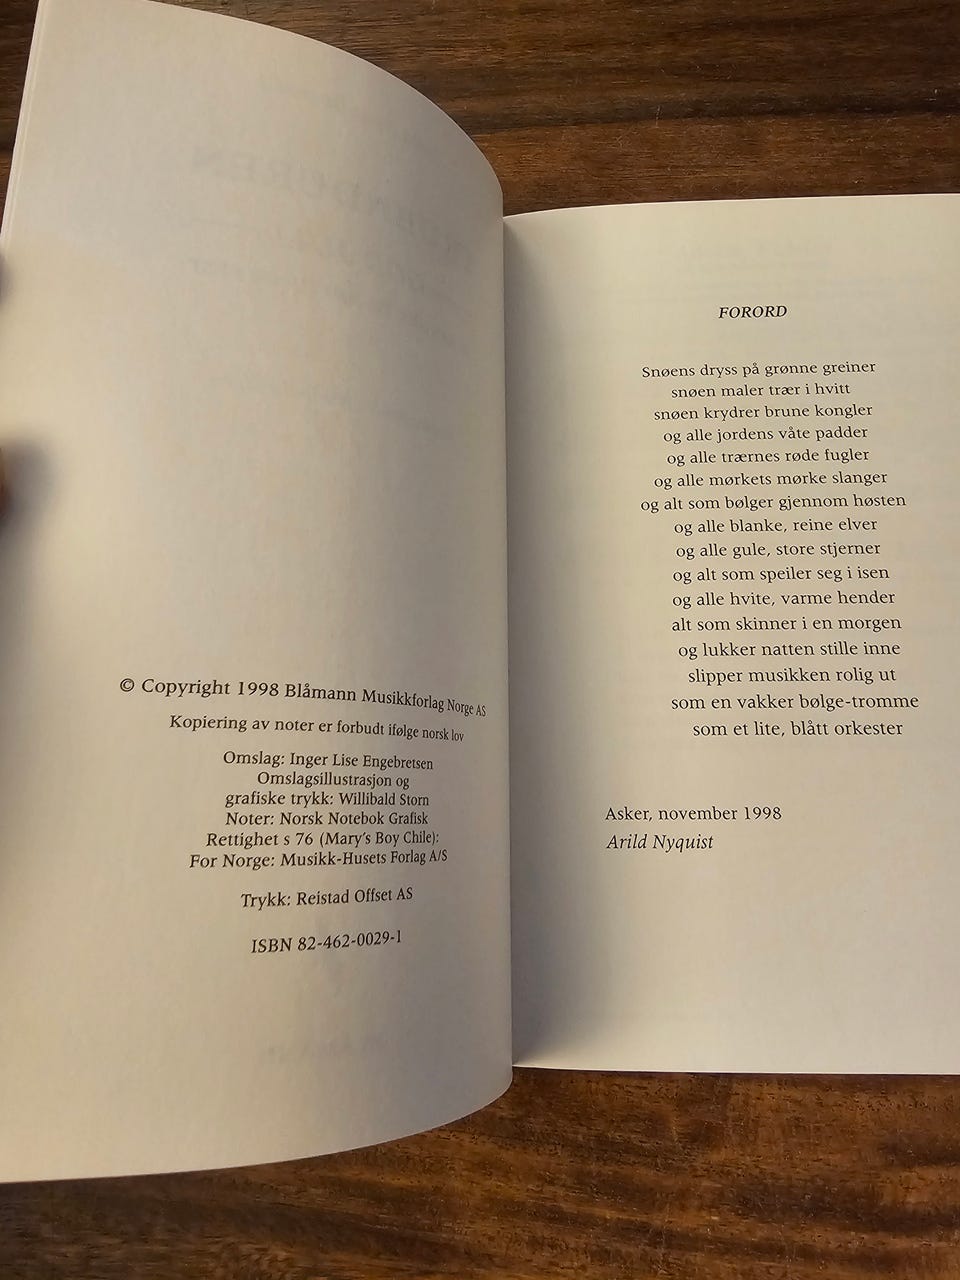 © Copyright 1998 Blåmann Musikkforlag Norge AS
Kopiering av noter er forbudt ifølge norsk lov
Omslag: Inger Lise Engebretsen
Omslagsillustrasjon og
grafiske trykk: Willibald Storn
Noter: Norsk Notebok Grafisk
Rettighet s 76 (Mary's Boy Chile):
For Norge: Musikk-Husets Forlag A/S
Trykk: Reistad Offset AS
ISBN 82-462-0029-1
FORORD
Snøens dryss på grønne greiner
snøen maler trær i hvitt
snøen krydrer brune kongler
og alle jordens våte padder
og alle trærnes røde fugler
og alle mørkets mørke slanger
og alt som bølger gjennom høsten
og alle blanke, reine elver
og alle gule, store stjerner
og alt som speiler seg i isen
og alle hvite, varme hender
alt som skinner i en morgen
og lukker natten stille inne
slipper musikken rolig ut
som en vakker bølge-tromme
som et lite, blått orkester
Asker, november 1998
Arild Nyquist